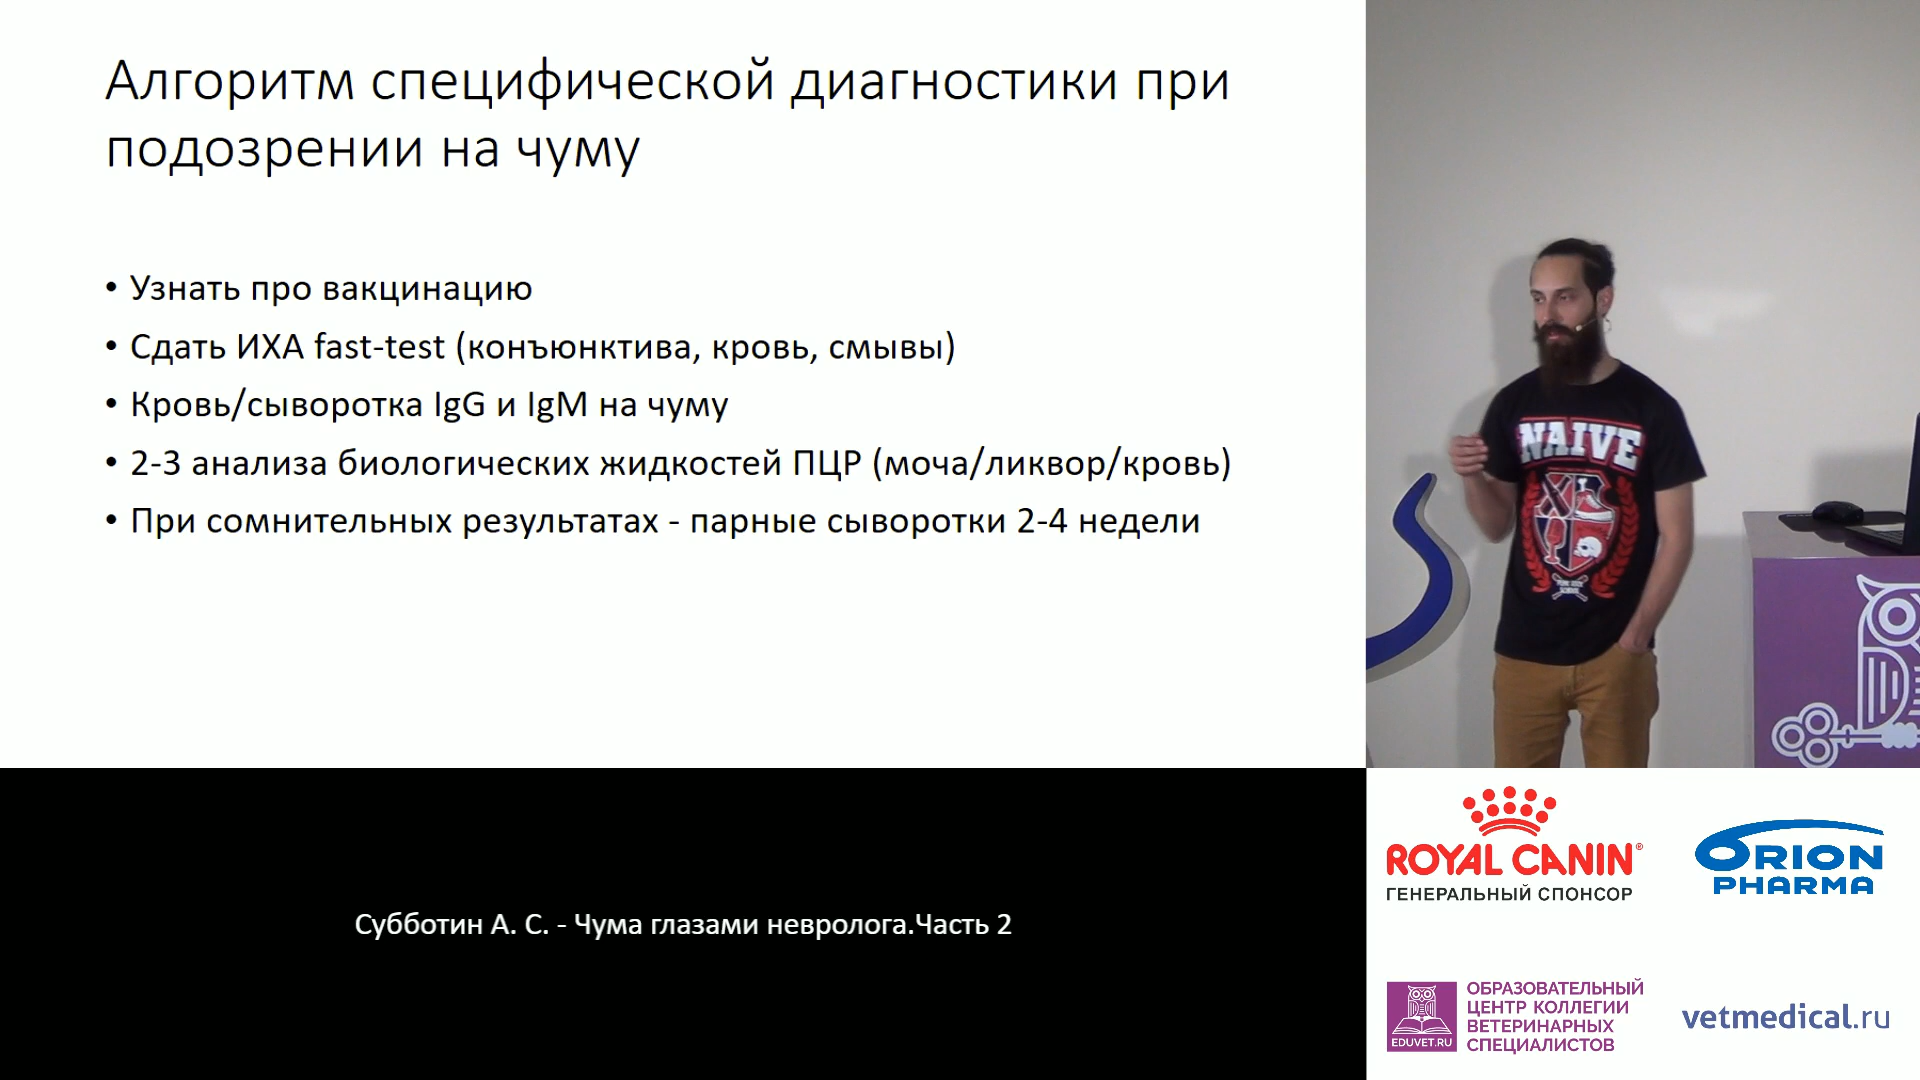 Алгоритм специфической диагностики при
подозрении на чуму
• Узнать про вакцинацию
• Сдать ИХА fast-test (конъюнктива, кровь, смывы)
• Кровь/сыворотка IgG и IgM на чуму
• 2-3 анализа биологических жидкостей ПЦР (моча/ликвор/кровь)
• При сомнительных результатах - парные сыворотки 2-4 недели
NAIVE
Субботин А. С. - Чума глазами невролога.Часть 2
ROYAL CANIN®
ГЕНЕРАЛЬНЫЙ СПОНСОР
ORION
PHARMA
EDUVET.RU
ОБРАЗОВАТЕЛЬНЫЙ
ЦЕНТР КОЛЛЕГИИ
ВЕТЕРИНАРНЫХ
СПЕЦИАЛИСТОВ
vetmedical.ru